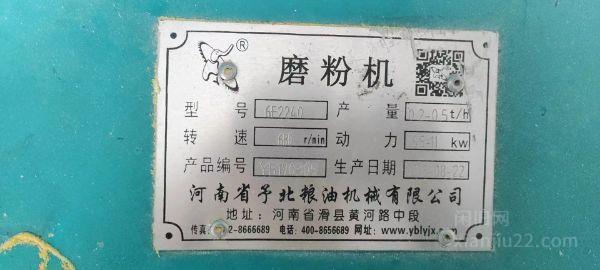 ®
磨粉机
型号 6F2240 产量 0.2-0.5t/h
转速 r/min 动力 kw
产品编号 生产日期
河南省予北粮油机械有限公司
地址:河南省滑县黄河路中段
传真 2-8666689 电话:400-8656689 网址:www.yblyjx.
闲置网
xianjiu22.com